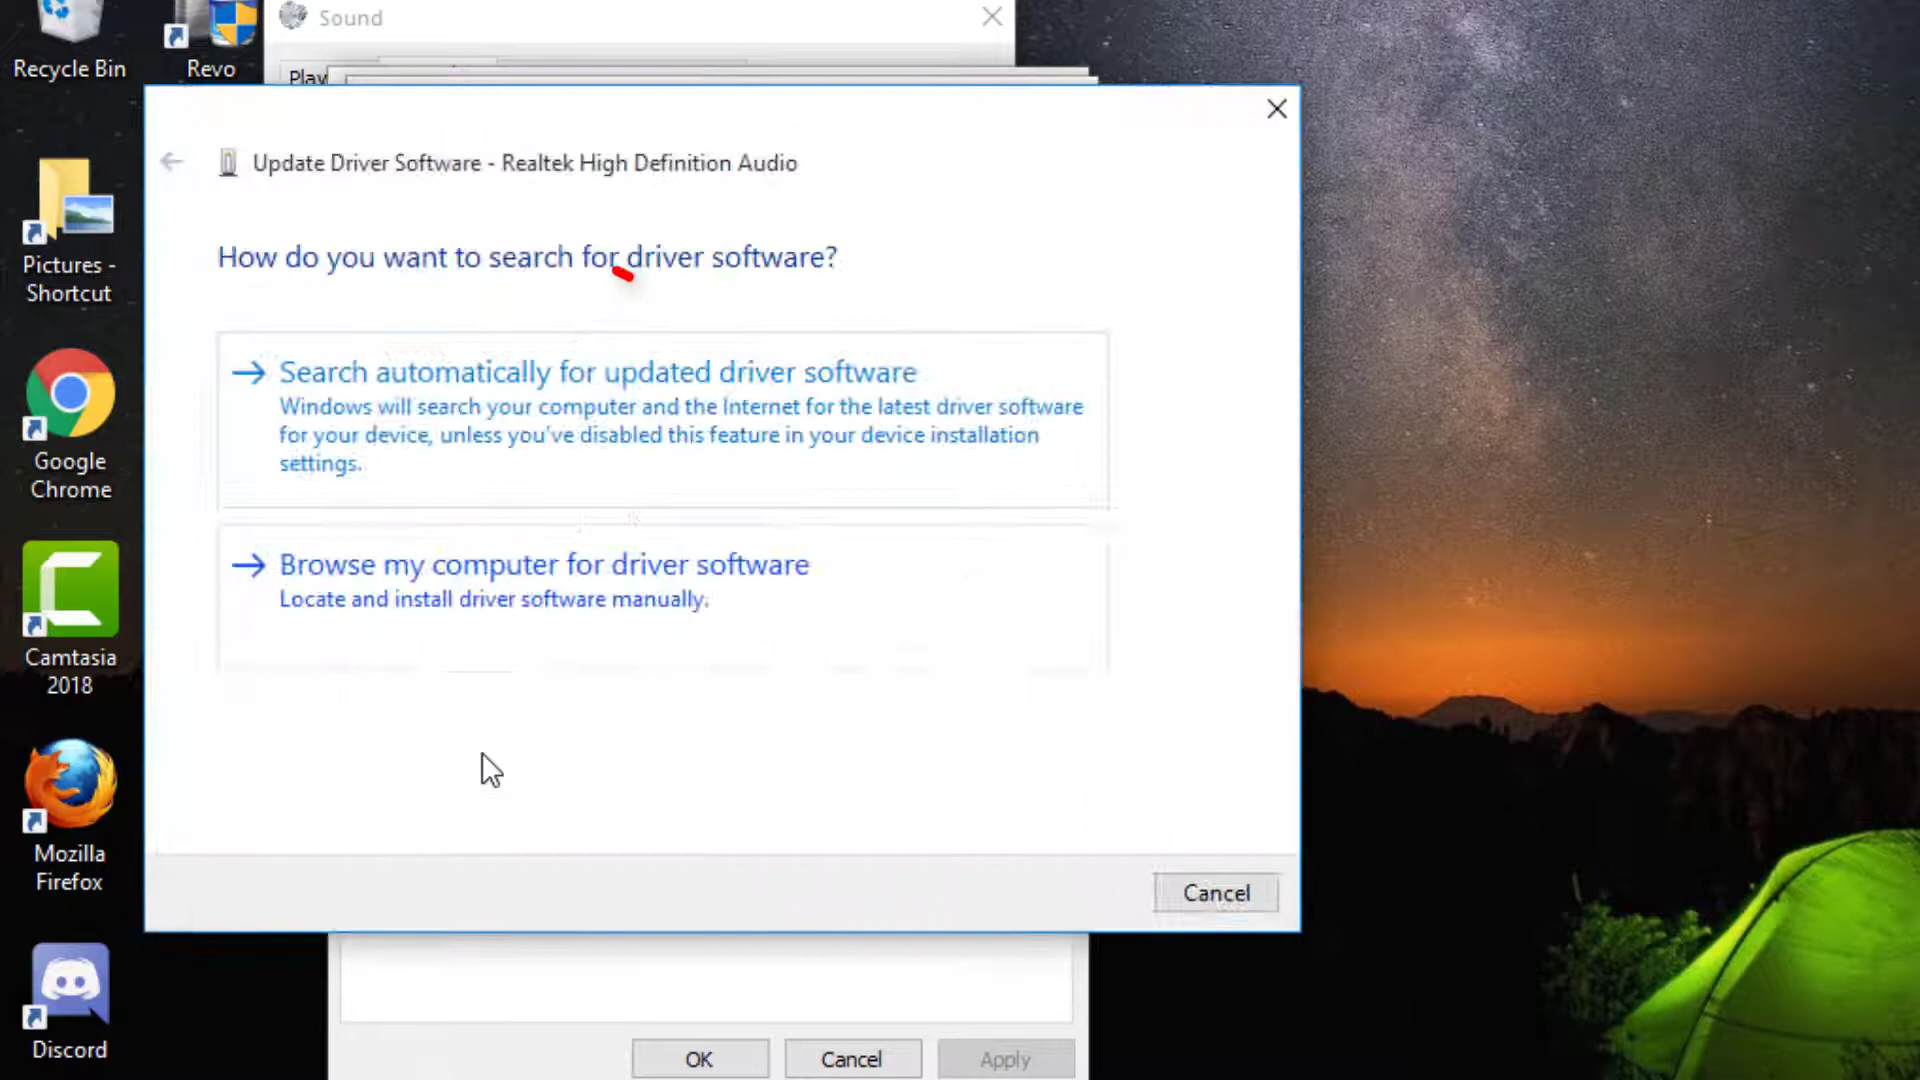 Sound
Recycle Bin
Revo
Play
Update Driver Software - Realtek High Definition Audio
How do you want to search for driver software?
Pictures -
Shortcut
Search automatically for updated driver software
Windows will search your computer and the Internet for the latest driver software
for your device, unless you've disabled this feature in your device installation
settings.
Google
Chrome
Browse my computer for driver software
Locate and install driver software manually.
Camtasia
2018
Mozilla
Firefox
Cancel
Discord
OK
Cancel
Apply